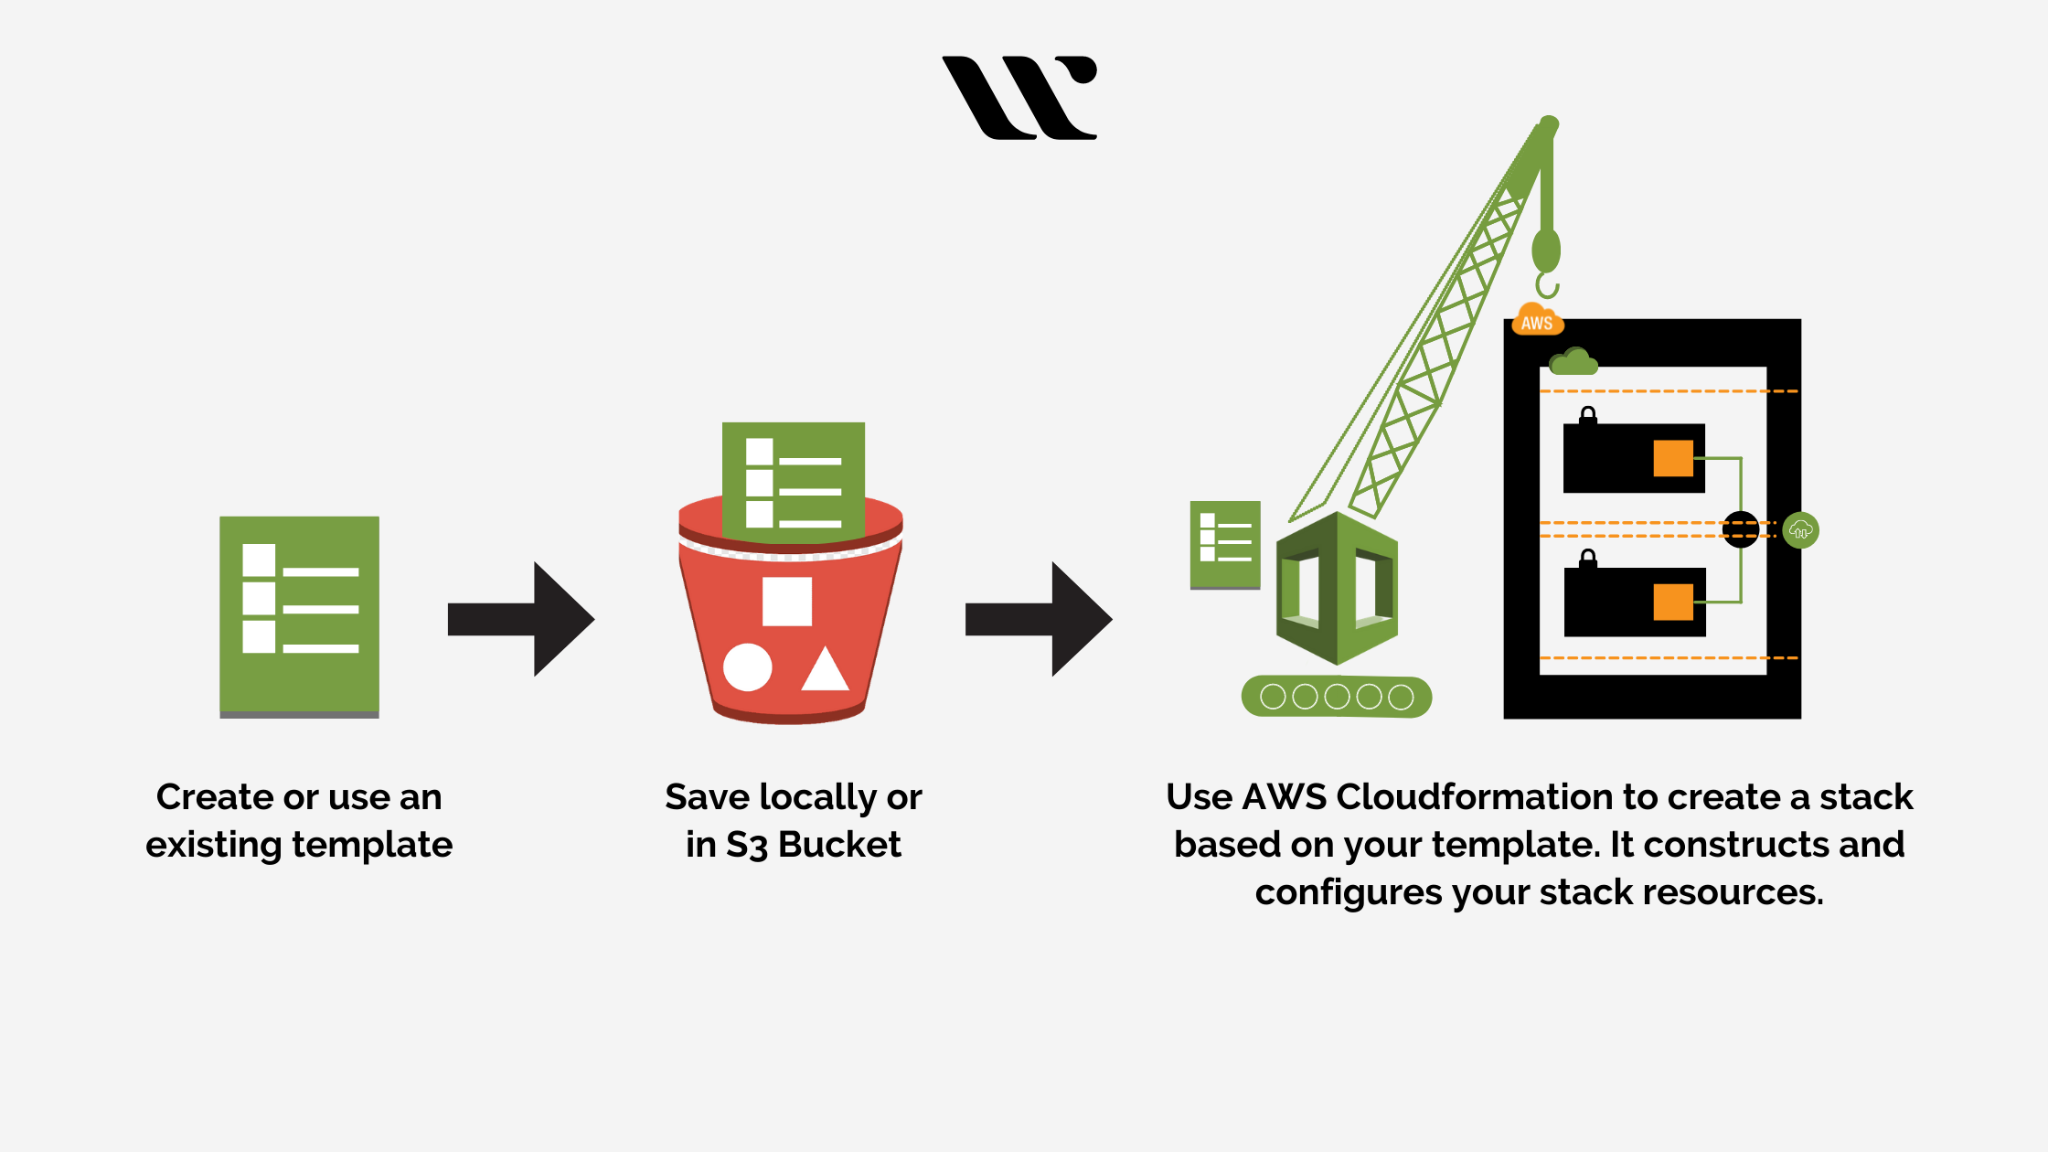 AWS
Create or use an
existing template
Save locally or
in S3 Bucket
Use AWS Cloudformation to create a stack
based on your template. It constructs and
configures your stack resources.